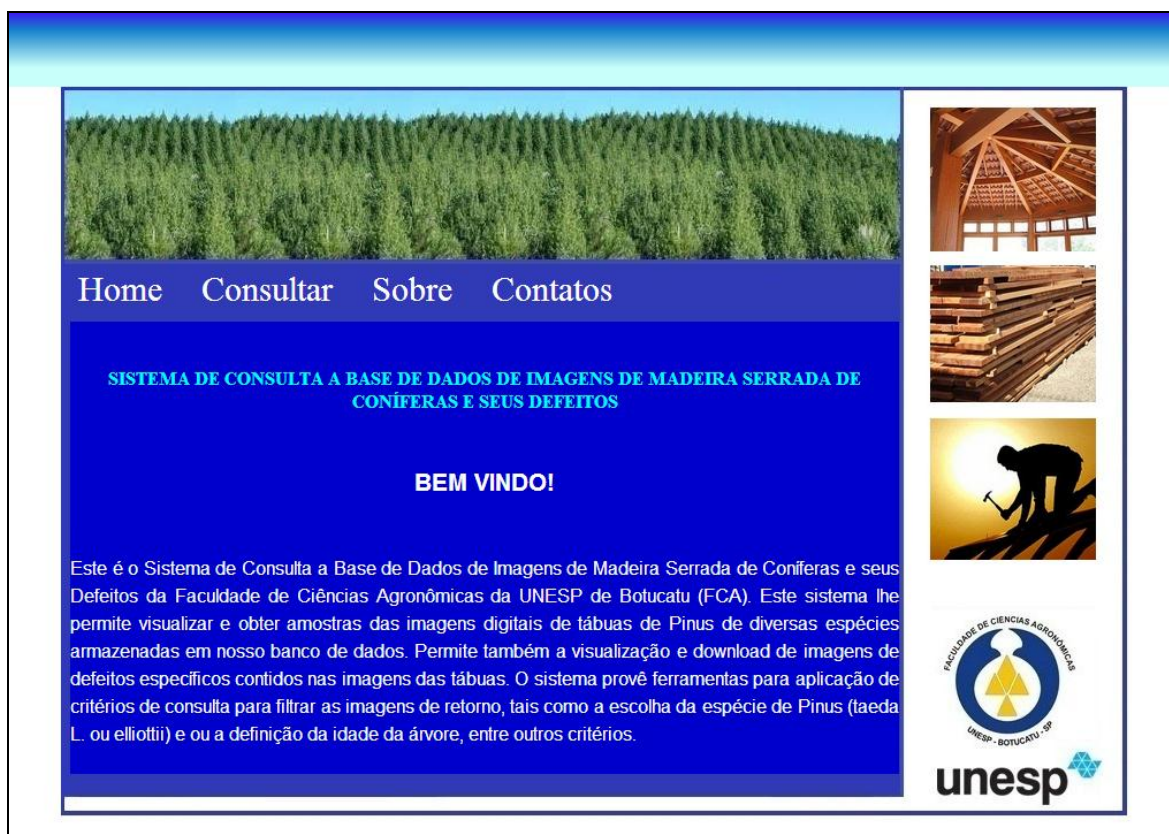 Home Consultar Sobre Contatos
SISTEMA DE CONSULTA A BASE DE DADOS DE IMAGENS DE MADEIRA SERRADA DE
CONÍFERAS E SEUS DEFEITOS
BEM VINDO!
Este é o Sistema de Consulta a Base de Dados de Imagens de Madeira Serrada de Coníferas e seus
Defeitos da Faculdade de Ciências Agronômicas da UNESP de Botucatu (FCA). Este sistema lhe
permite visualizar e obter amostras das imagens digitais de tábuas de Pinus de diversas espécies
armazenadas em nosso banco de dados. Permite também a visualização e download de imagens de
defeitos específicos contidos nas imagens das tábuas. O sistema provê ferramentas para aplicação de
critérios de consulta para filtrar as imagens de retorno, tais como a escolha da espécie de Pinus (taeda
L. ou elliottii) e ou a definição da idade da árvore, entre outros critérios.
FACULDADE DE CIÊNCIAS AGRONÔMICAS
UNESP - BOTUCATU - SP
unesp